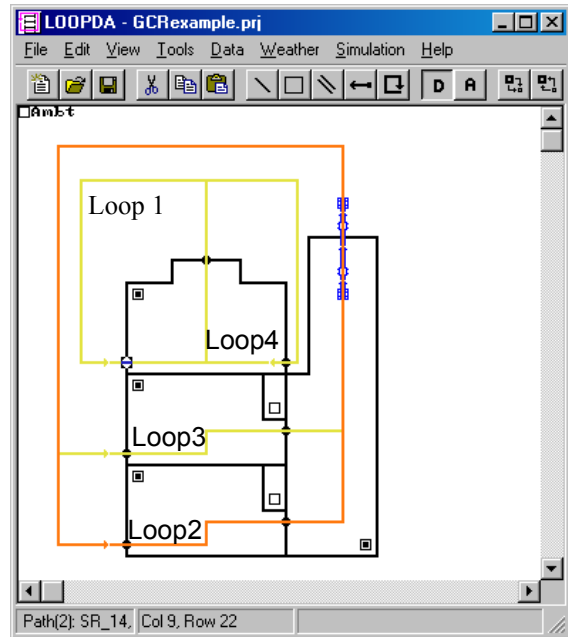 LOOPDA - GCRexample.prj
File Edit View Tools Data Weather Simulation Help
D A
Ambt
Loop 1
Loop4
Loop3
Loop2
Path(2): SR_14, Col 9, Row 22